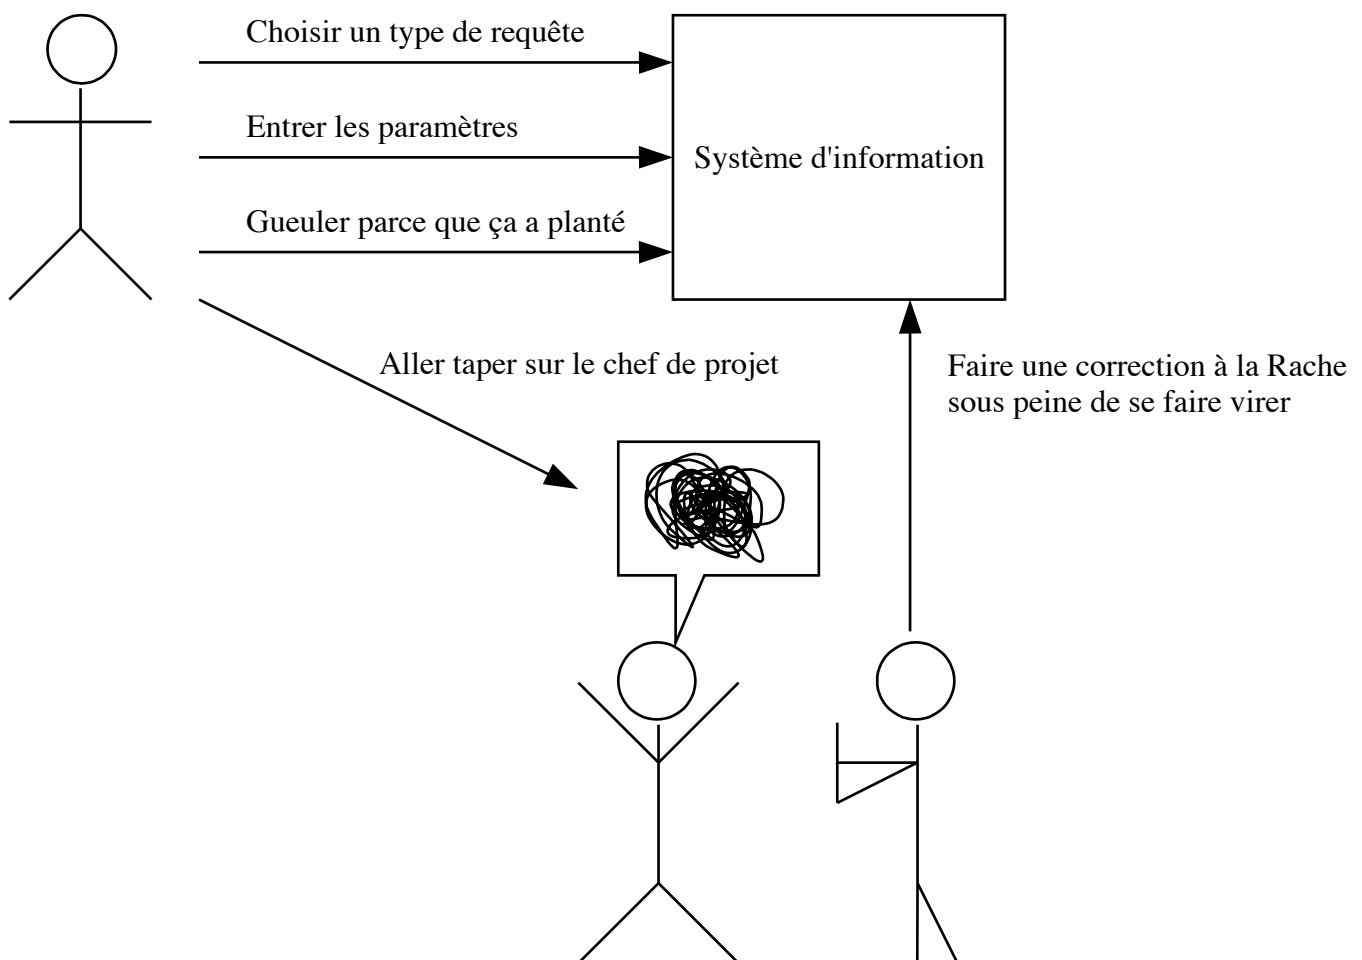 Choisir un type de requête
Entrer les paramètres
Système d'information
Gueuler parce que ça a planté
Aller taper sur le chef de projet
Faire une correction à la Rache
sous peine de se faire virer